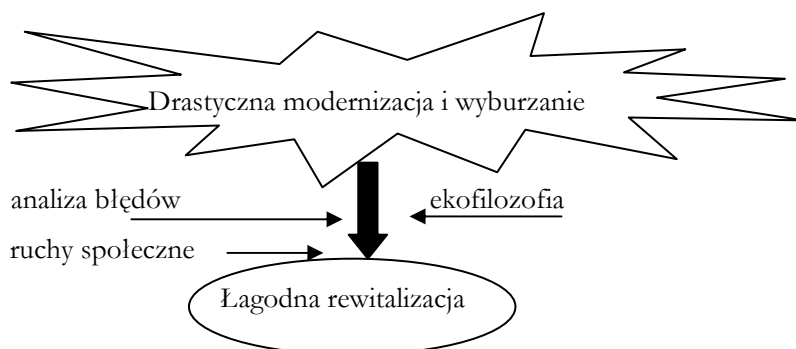 Drastyczna modernizacja i wyburzanie
analiza błędów
ekofilozofia
ruchy społeczne
Łagodna rewitalizacja